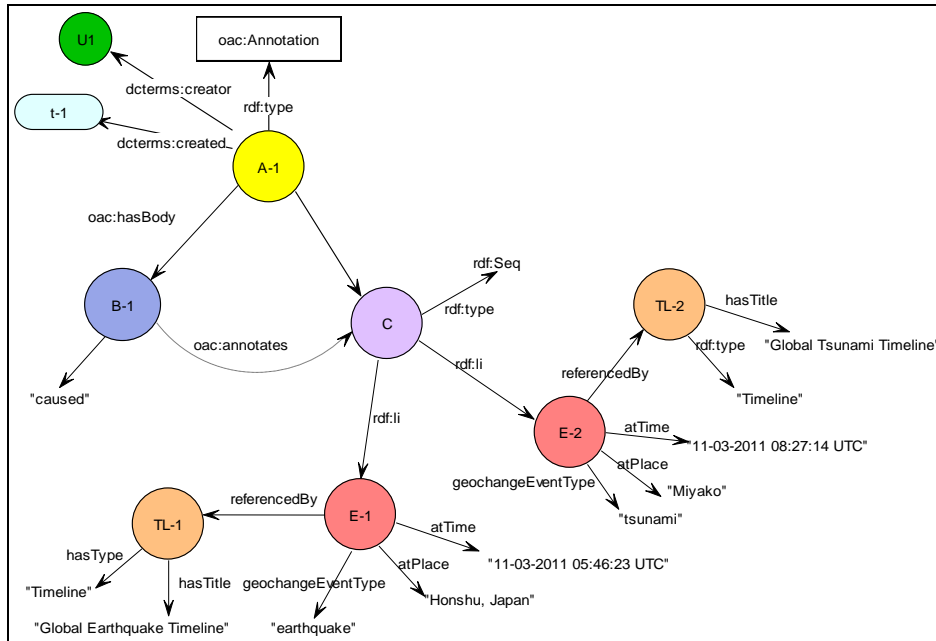 U1
oac:Annotation
dcterms:creator
rdf:type
t-1
dcterms:created
A-1
oac:hasBody
rdf:Seq
rdf:type
B-1
C
TL-2
hasTitle
oac:annotates
rdf:type
"Global Tsunami Timeline"
rdf:li
referencedBy
"caused"
"Timeline"
rdf:li
E-2
atTime
"11-03-2011 08:27:14 UTC"
atPlace
geochangeEventType
"Miyako"
referencedBy
"tsunami"
TL-1
E-1
atTime
hasType
atPlace
"11-03-2011 05:46:23 UTC"
hasTitle
geochangeEventType
"Timeline"
"Honshu, Japan"
"Global Earthquake Timeline"
"earthquake"